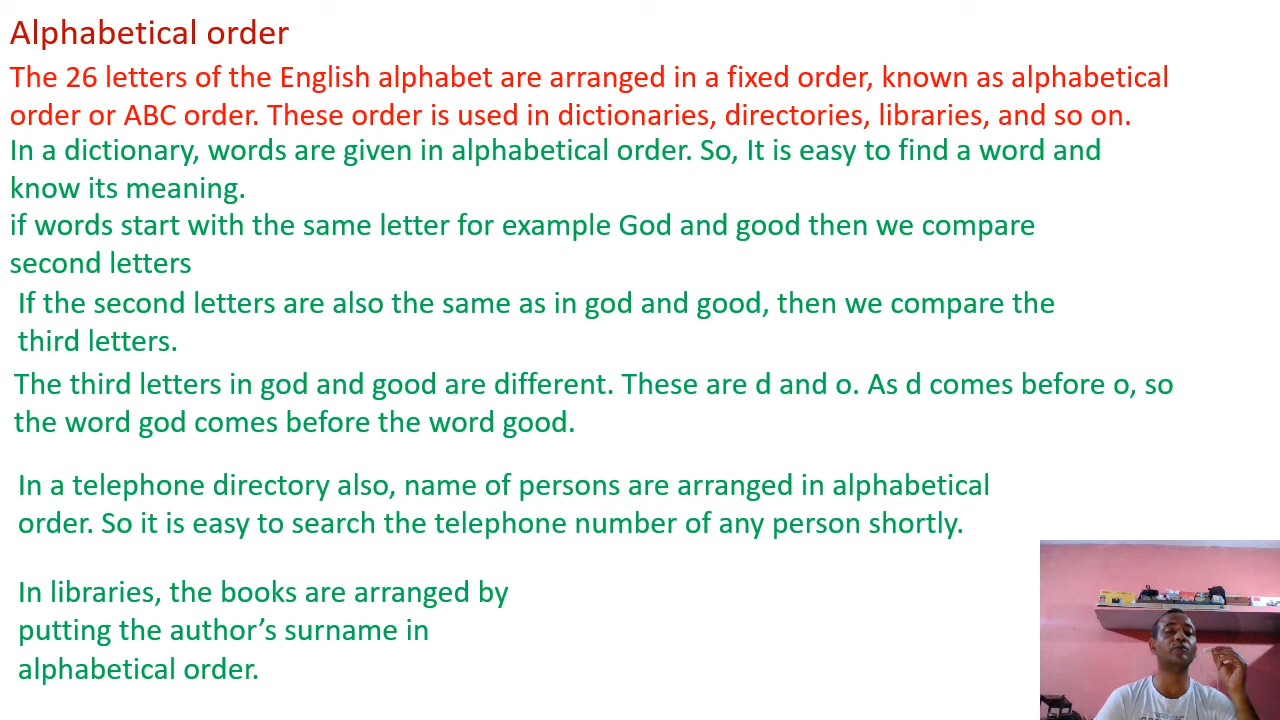 Alphabetical order
The 26 letters of the English alphabet are arranged in a fixed order, known as alphabetical
order or ABC order. These order is used in dictionaries, directories, libraries, and so on.
In a dictionary, words are given in alphabetical order. So, It is easy to find a word and
know its meaning.
if words start with the same letter for example God and good then we compare
second letters
If the second letters are also the same as in god and good, then we compare the
third letters.
The third letters in god and good are different. These are d and o. As d comes before o, so
the word god comes before the word good.
In a telephone directory also, name of persons are arranged in alphabetical
order. So it is easy to search the telephone number of any person shortly.
In libraries, the books are arranged by
putting the author’s surname in
alphabetical order.